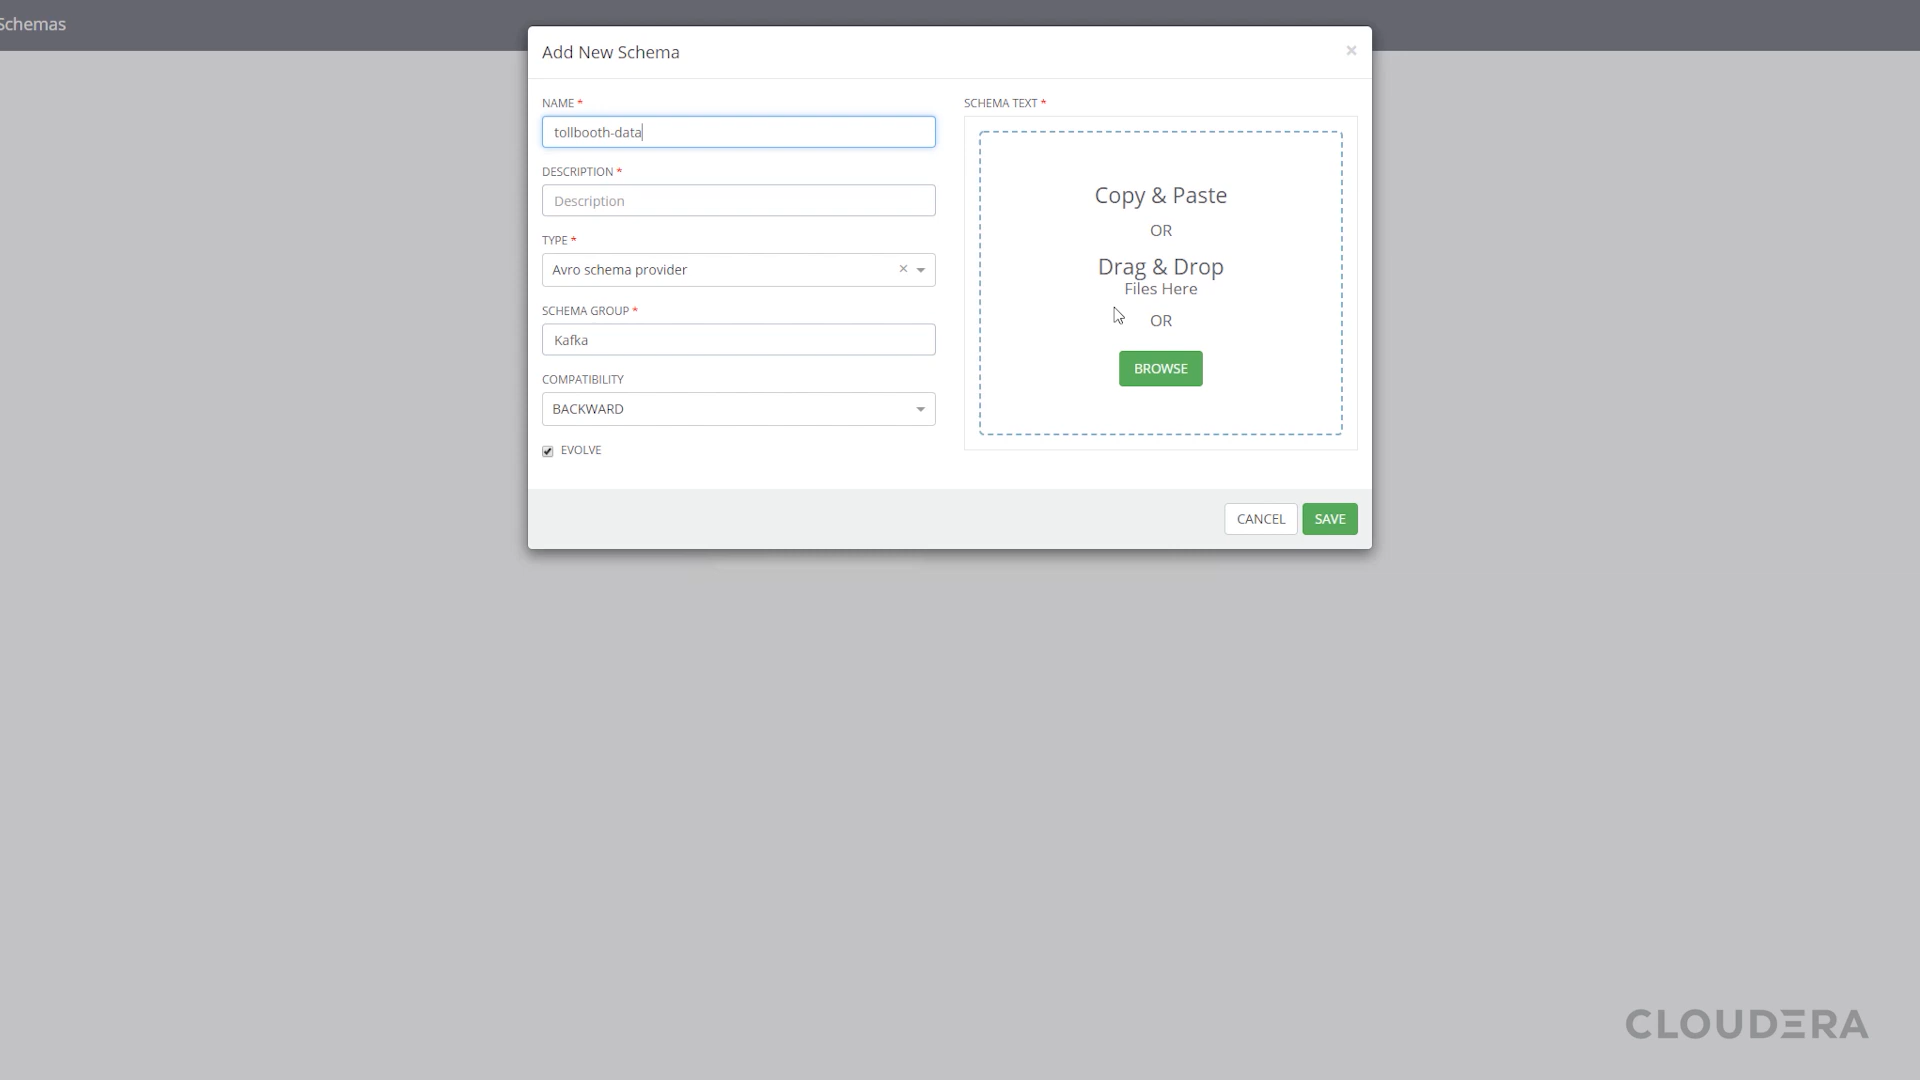 Schemas
Add New Schema
×
NAME *
tollbooth-data
DESCRIPTION *
Description
TYPE *
Avro schema provider ×
SCHEMA GROUP *
Kafka
COMPATIBILITY
BACKWARD
EVOLVE
SCHEMA TEXT *
Copy & Paste
OR
Drag & Drop
Files Here
OR
BROWSE
CANCEL SAVE
CLOUDERA